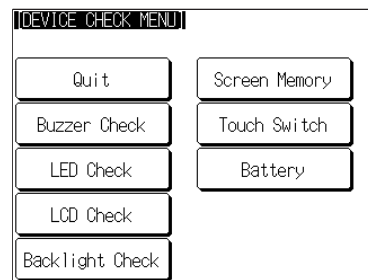 [DEVICE CHECK MENU]
Quit
Screen Memory
Buzzer Check
Touch Switch
LED Check
Battery
LCD Check
Backlight Check